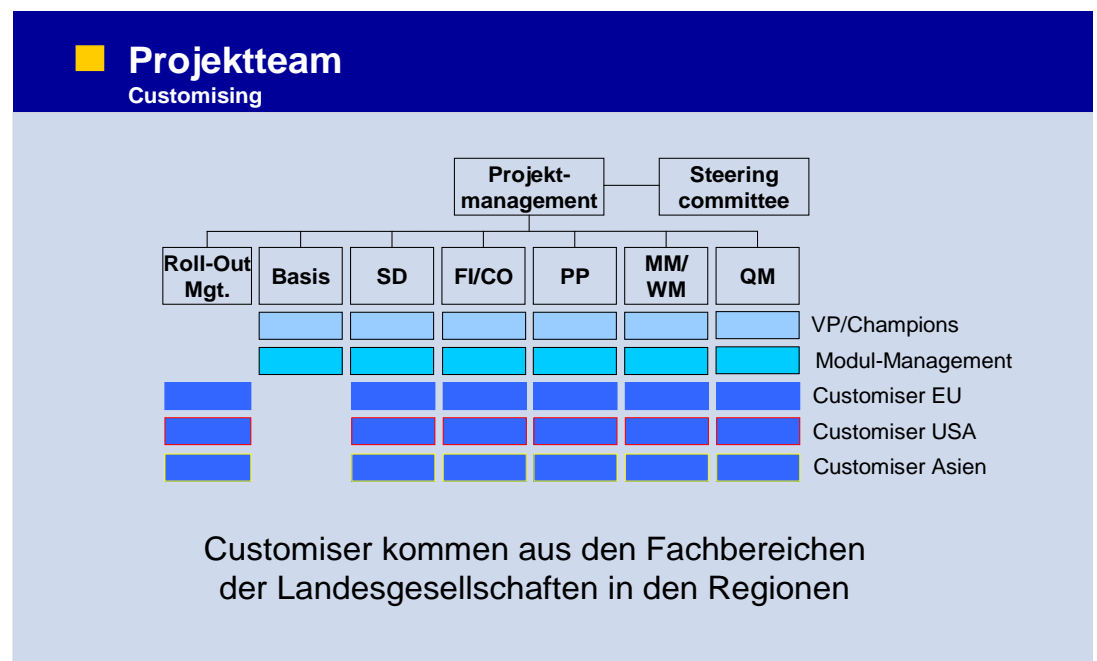 Projektteam
Customising
Projekt-
management
Steering
committee
Roll-Out
Mgt.
Basis
SD
FI/CO
PP
MM/
WM
QM
VP/Champions
Modul-Management
Customiser EU
Customiser USA
Customiser Asien
Customiser kommen aus den Fachbereichen
der Landesgesellschaften in den Regionen